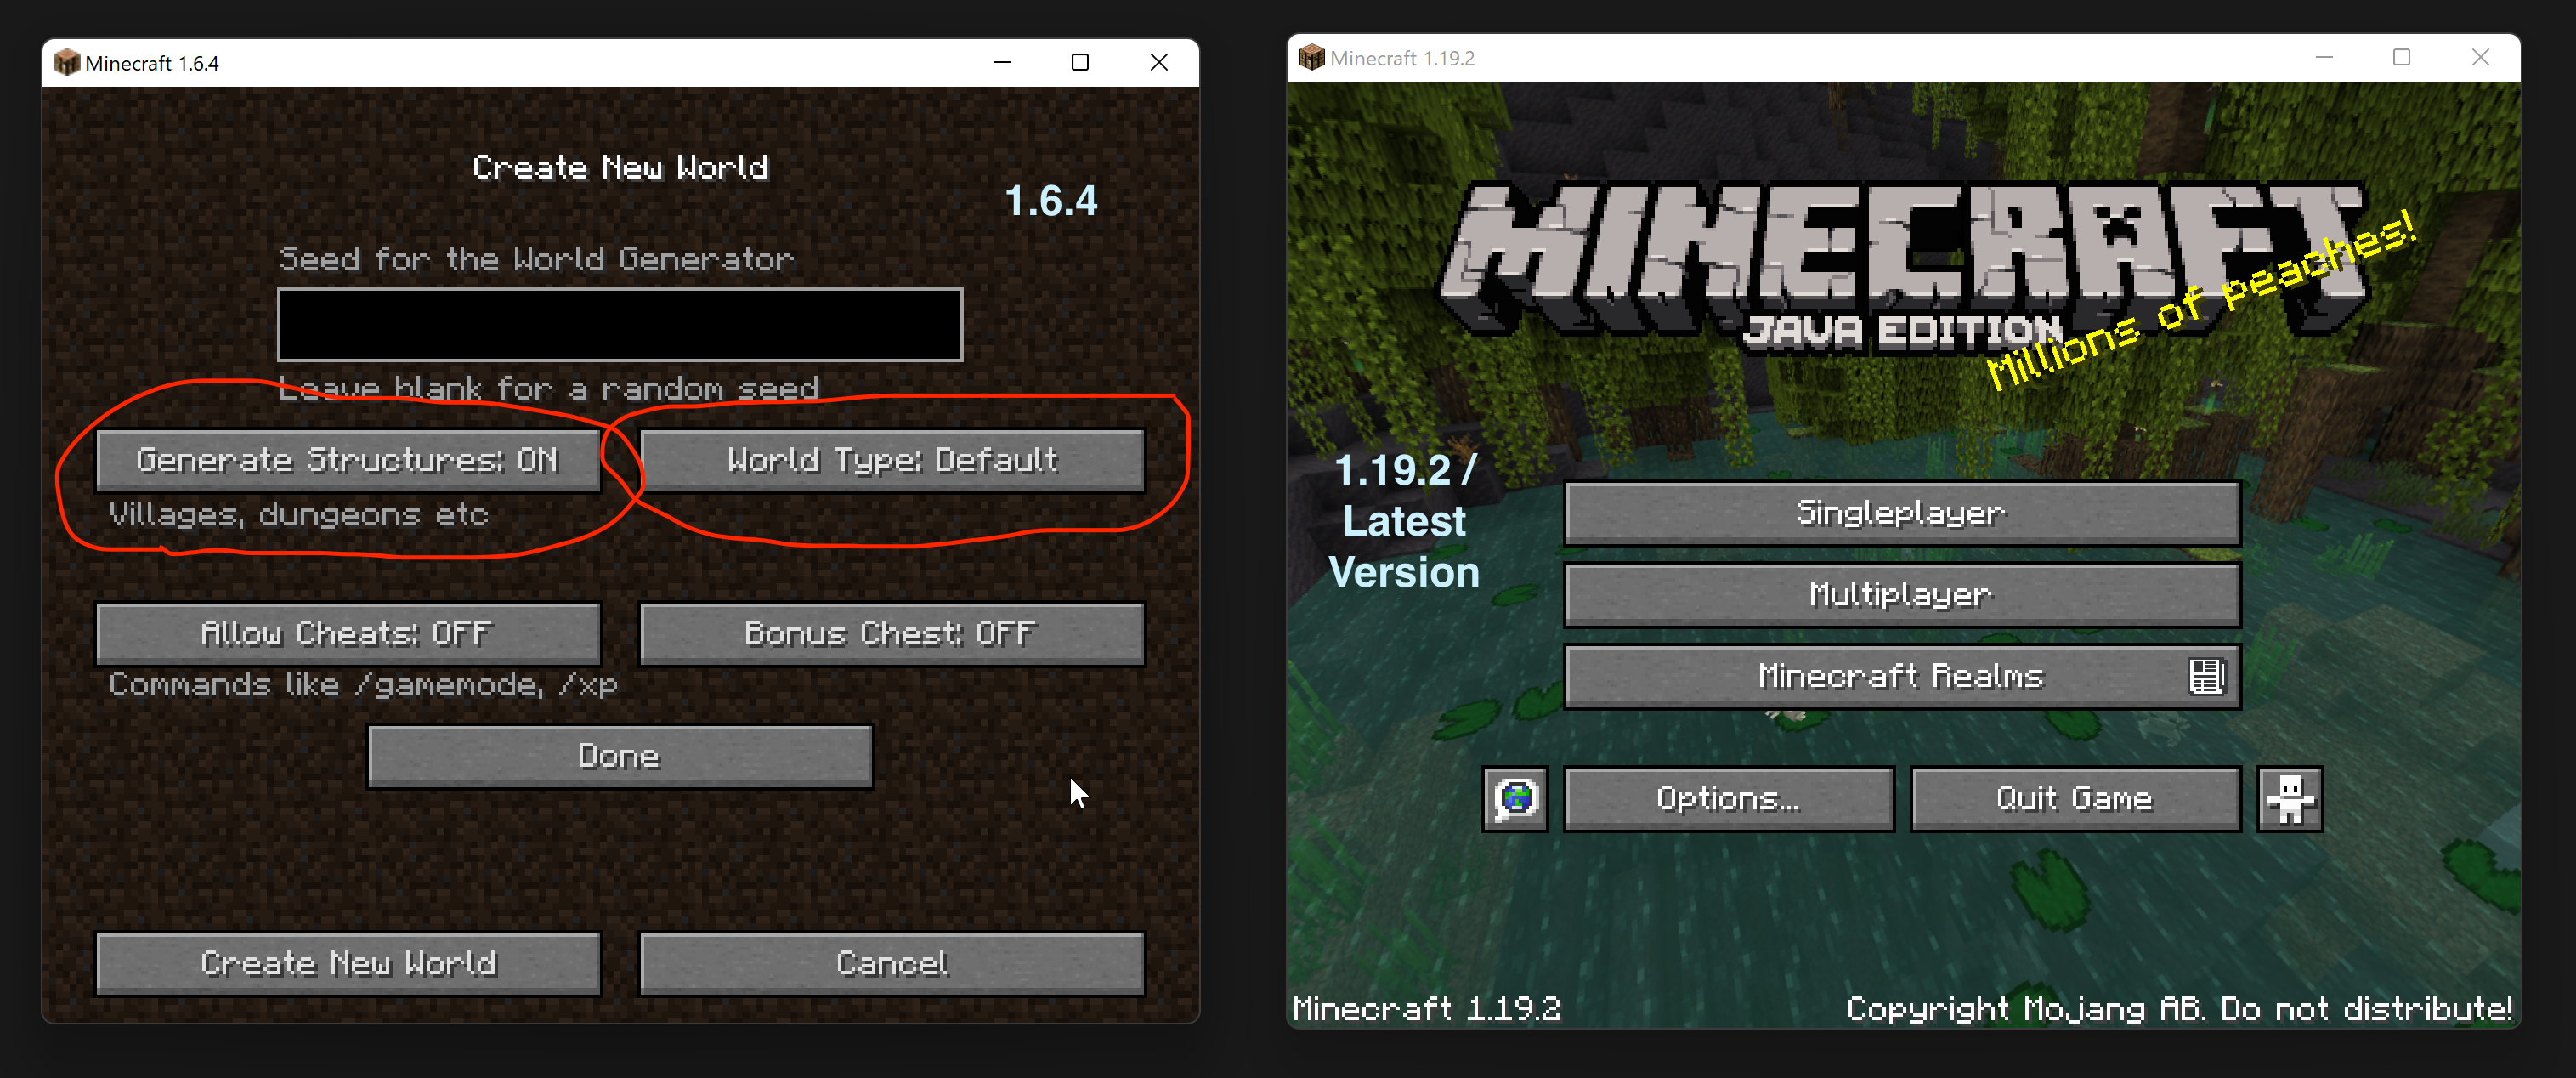 Minecraft 1.6.4
Create New World
1.6.4
Seed for the World Generator
Leave blank for a random seed
Generate Structures: ON
World Type: Default
Villages, dungeons etc
Allow Cheats: OFF
Bonus Chest: OFF
Commands like /gamemode, /xp
Done
Create New World
Cancel
Minecraft 1.19.2
MINECRAFT
JAVA EDITION
Millions of peaches!
1.19.2 /
Latest
Version
Singleplayer
Multiplayer
Minecraft Realms
Options...
Quit Game
Minecraft 1.19.2
Copyright Mojang AB. Do not distribute!